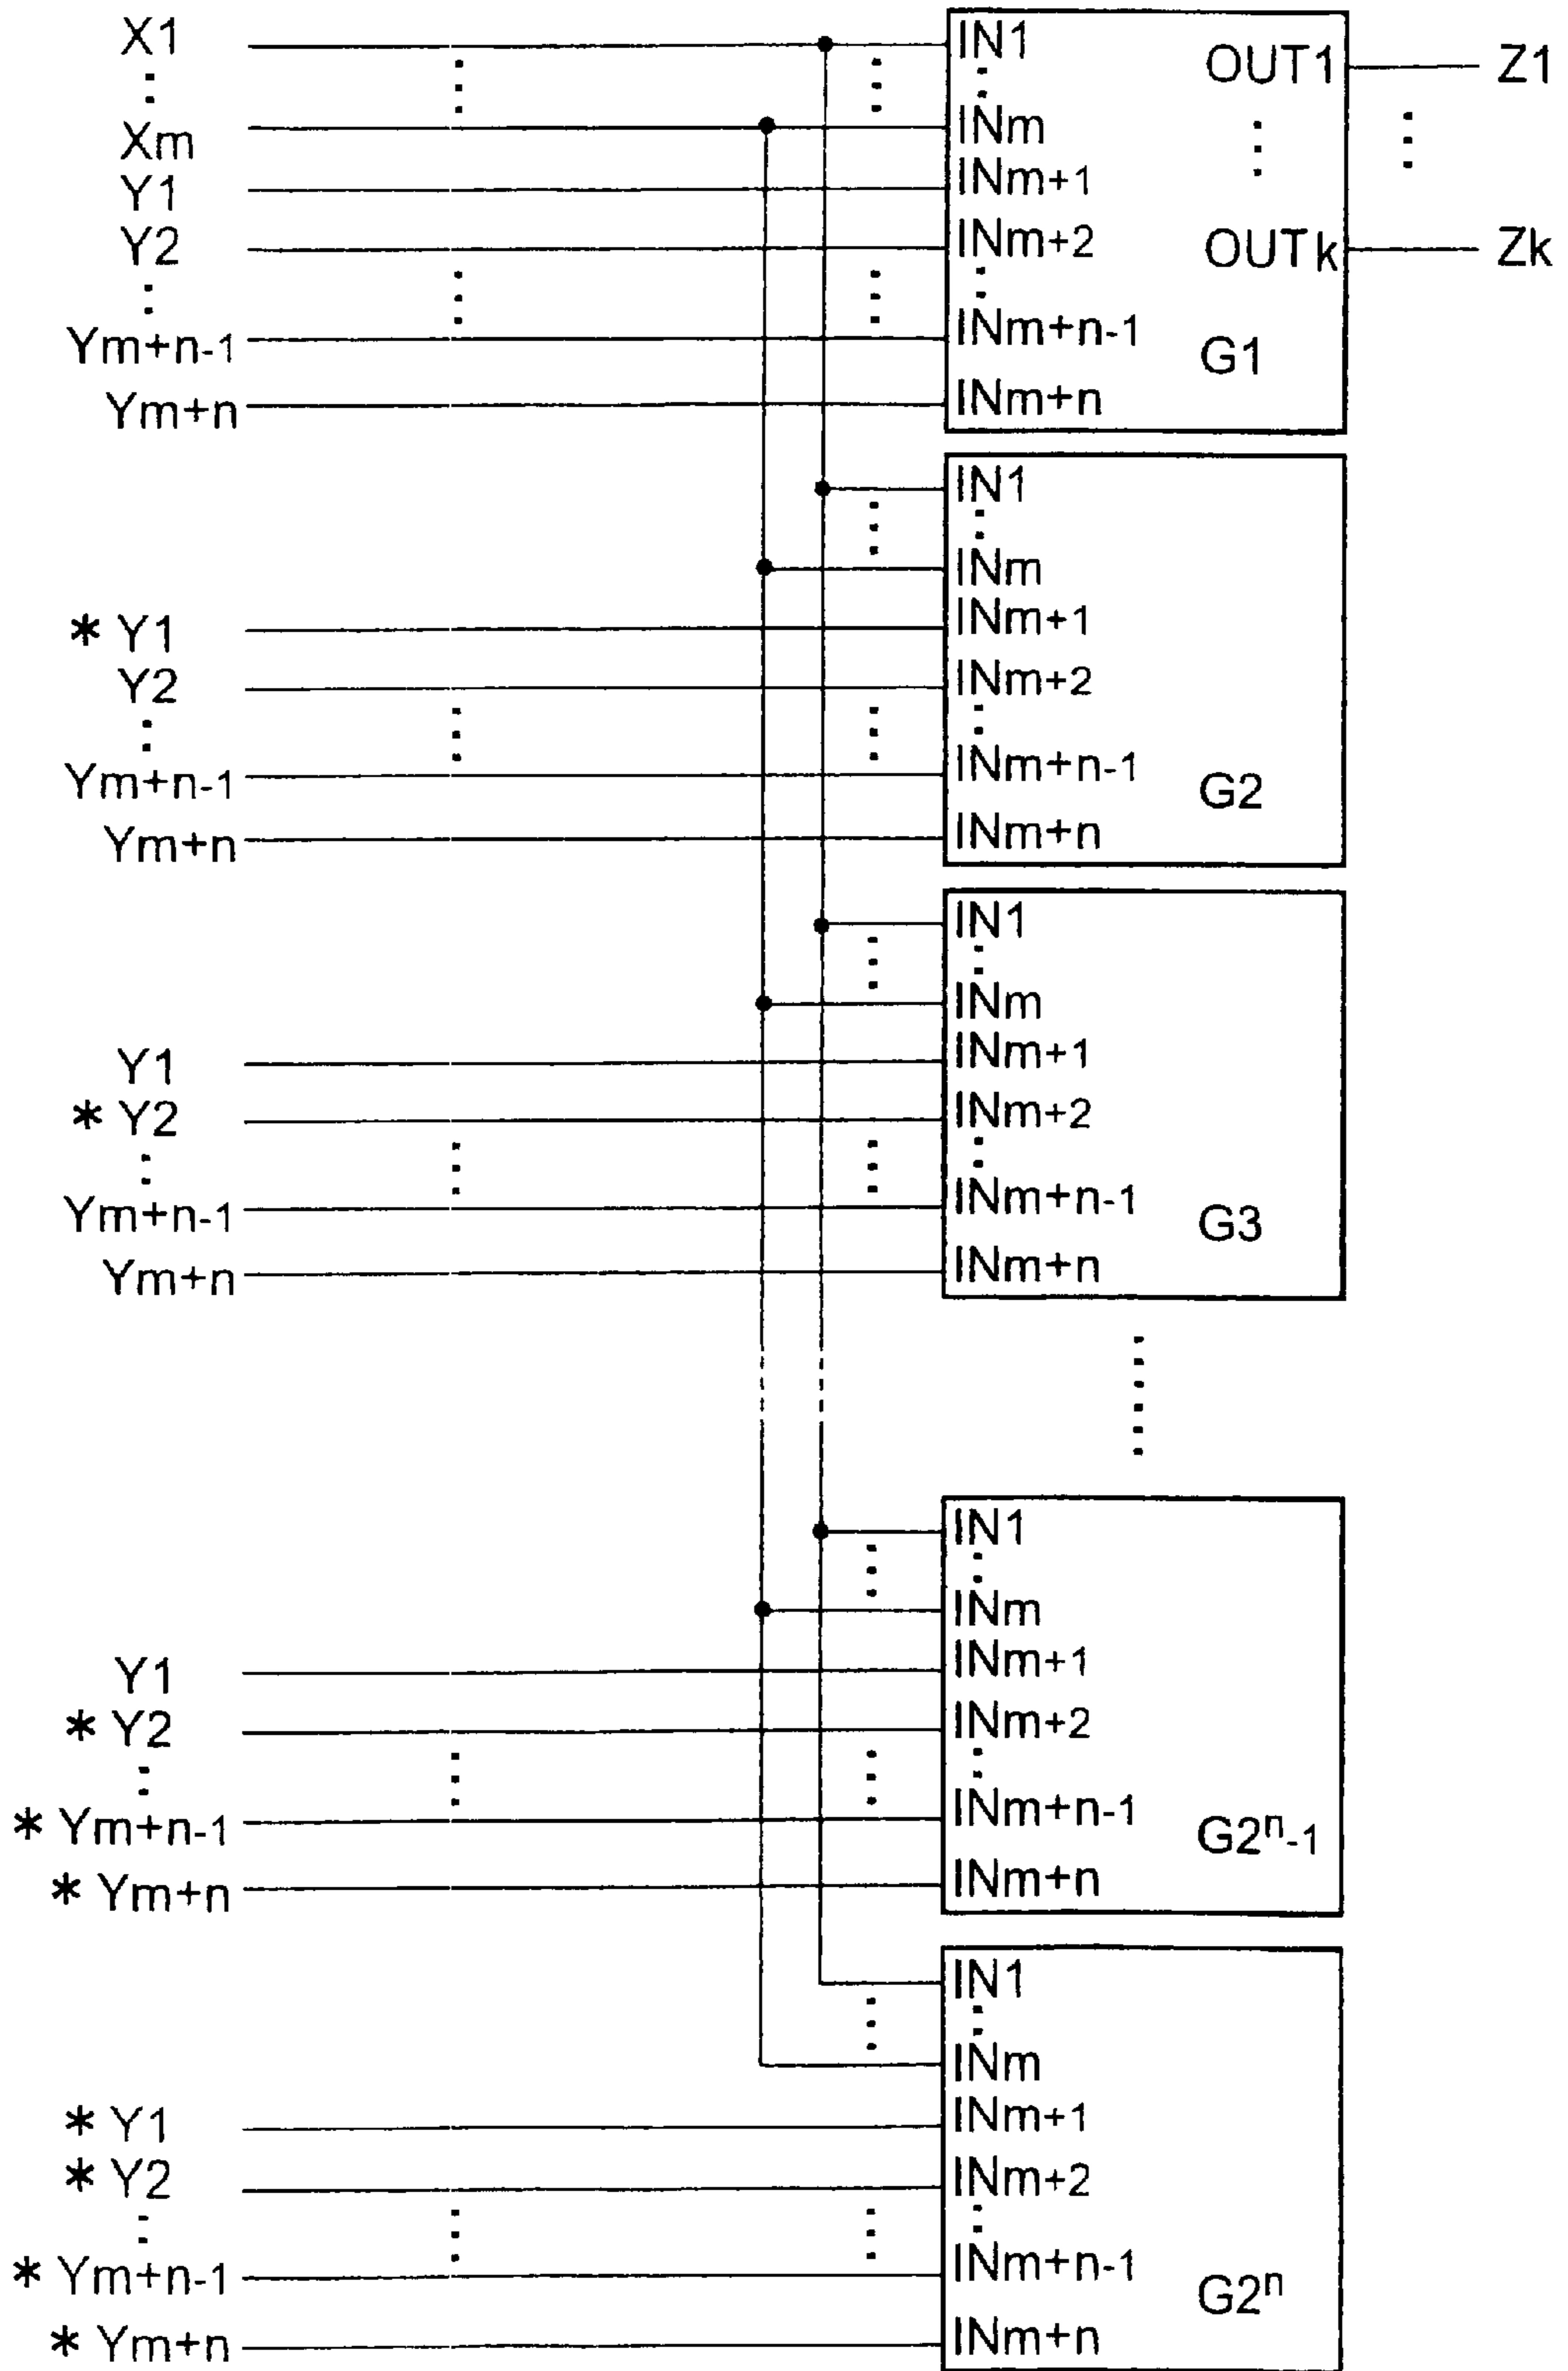 X1 IN1 OUT1 Z1
Xm INm
Y1 INm+1
Y2 INm+2 OUTk Zk
Ym+n-1 INm+n-1 G1
Ym+n INm+n
IN1
INm
* Y1 INm+1
Y2 INm+2
Ym+n-1 INm+n-1 G2
Ym+n INm+n
IN1
INm
Y1 INm+1
* Y2 INm+2
Ym+n-1 INm+n-1 G3
Ym+n INm+n
IN1
INm
Y1 INm+1
* Y2 INm+2
* Ym+n-1 INm+n-1 G2ⁿ-1
* Ym+n INm+n
IN1
INm
* Y1 INm+1
* Y2 INm+2
* Ym+n-1 INm+n-1 G2ⁿ
* Ym+n INm+n